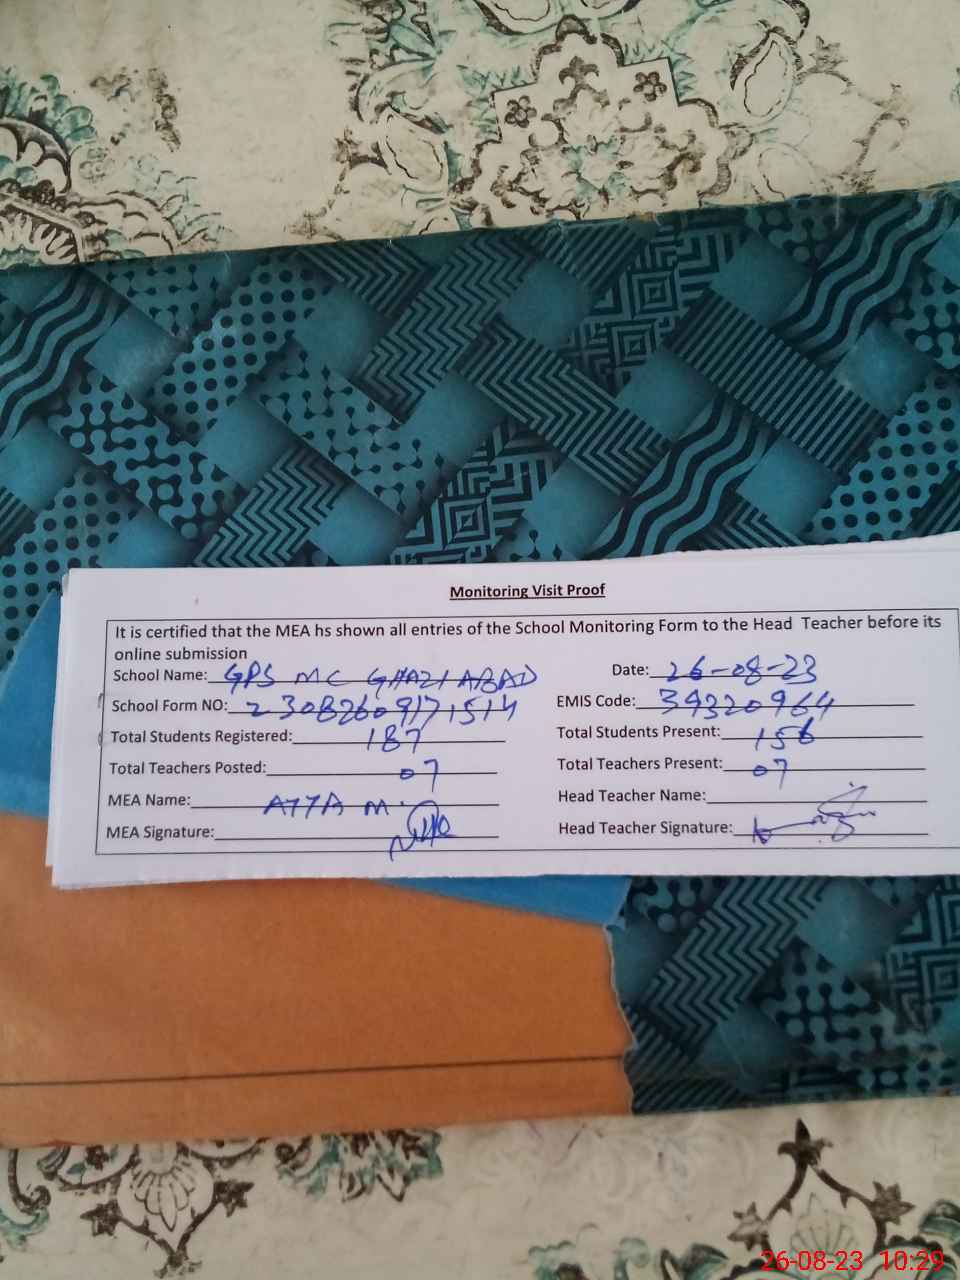 Monitoring Visit Proof
It is certified that the MEA hs shown all entries of the School Monitoring Form to the Head Teacher before its
online submission
School Name: GPS MC GHAZI ABAD Date: 26-08-23
School Form NO: 23082609171514 EMIS Code: 39320964
Total Students Registered: 187 Total Students Present: 156
Total Teachers Posted: 07 Total Teachers Present: 07
MEA Name: ATTA M. Head Teacher Name:
MEA Signature: Head Teacher Signature:
26-08-23 10:29